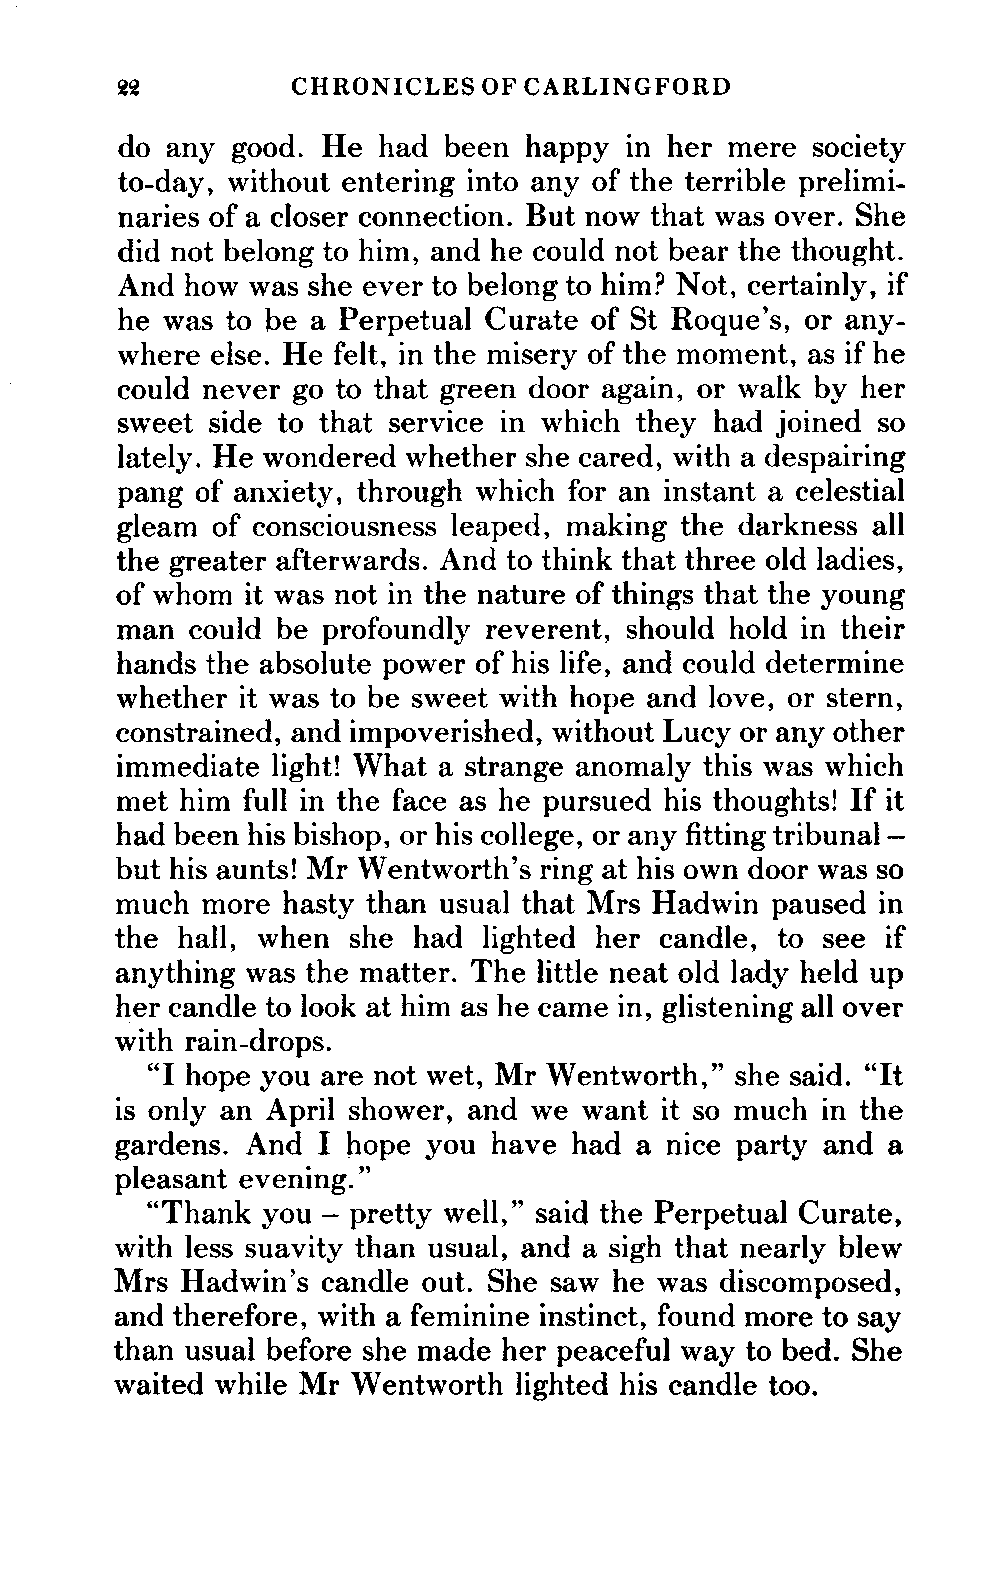 22 CHRONICLES OF CARLINGFORD
do any good. He had been happy in her mere society
to-day, without entering into any of the terrible prelimi-
naries of a closer connection. But now that was over. She
did not belong to him, and he could not bear the thought.
And how was she ever to belong to him? Not, certainly, if
he was to be a Perpetual Curate of St Roque's, or any-
where else. He felt, in the misery of the moment, as if he
could never go to that green door again, or walk by her
sweet side to that service in which they had joined so
lately. He wondered whether she cared, with a despairing
pang of anxiety, through which for an instant a celestial
gleam of consciousness leaped, making the darkness all
the greater afterwards. And to think that three old ladies,
of whom it was not in the nature of things that the young
man could be profoundly reverent, should hold in their
hands the absolute power of his life, and could determine
whether it was to be sweet with hope and love, or stern,
constrained, and impoverished, without Lucy or any other
immediate light! What a strange anomaly this was which
met him full in the face as he pursued his thoughts! If it
had been his bishop, or his college, or any fitting tribunal –
but his aunts! Mr Wentworth's ring at his own door was so
much more hasty than usual that Mrs Hadwin paused in
the hall, when she had lighted her candle, to see if
anything was the matter. The little neat old lady held up
her candle to look at him as he came in, glistening all over
with rain-drops.
“I hope you are not wet, Mr Wentworth,” she said. “It
is only an April shower, and we want it so much in the
gardens. And I hope you have had a nice party and a
pleasant evening.”
“Thank you – pretty well,” said the Perpetual Curate,
with less suavity than usual, and a sigh that nearly blew
Mrs Hadwin's candle out. She saw he was discomposed,
and therefore, with a feminine instinct, found more to say
than usual before she made her peaceful way to bed. She
waited while Mr Wentworth lighted his candle too.